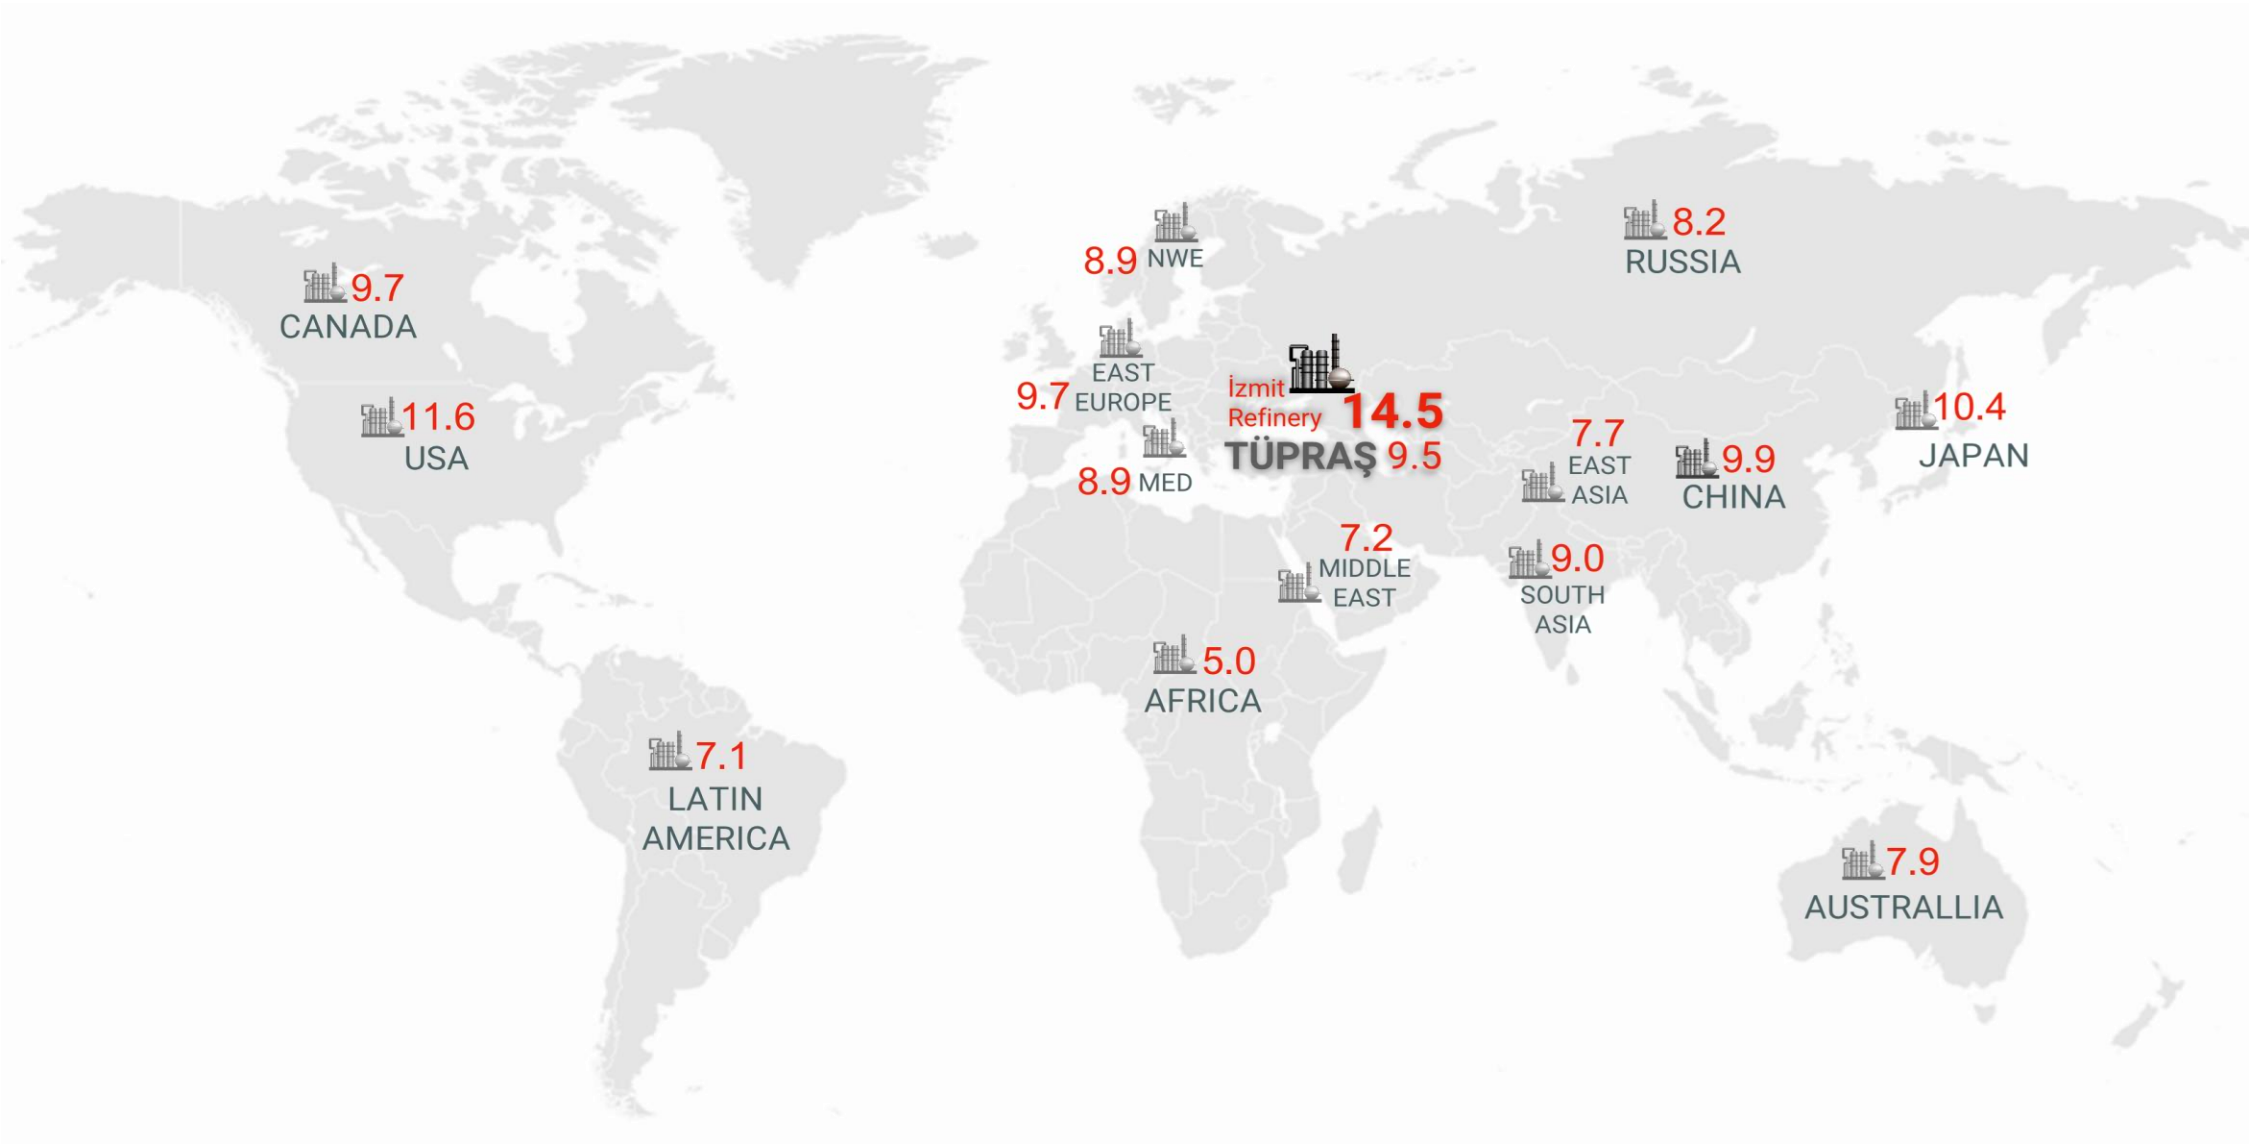 9.7
CANADA
11.6
USA
7.1
LATIN
AMERICA
8.9 NWE
EAST
9.7 EUROPE
8.9 MED
İzmit
Refinery 14.5
TÜPRAŞ 9.5
7.2
MIDDLE
EAST
5.0
AFRICA
8.2
RUSSIA
7.7
EAST
ASIA
9.9
CHINA
9.0
SOUTH
ASIA
10.4
JAPAN
7.9
AUSTRALLIA